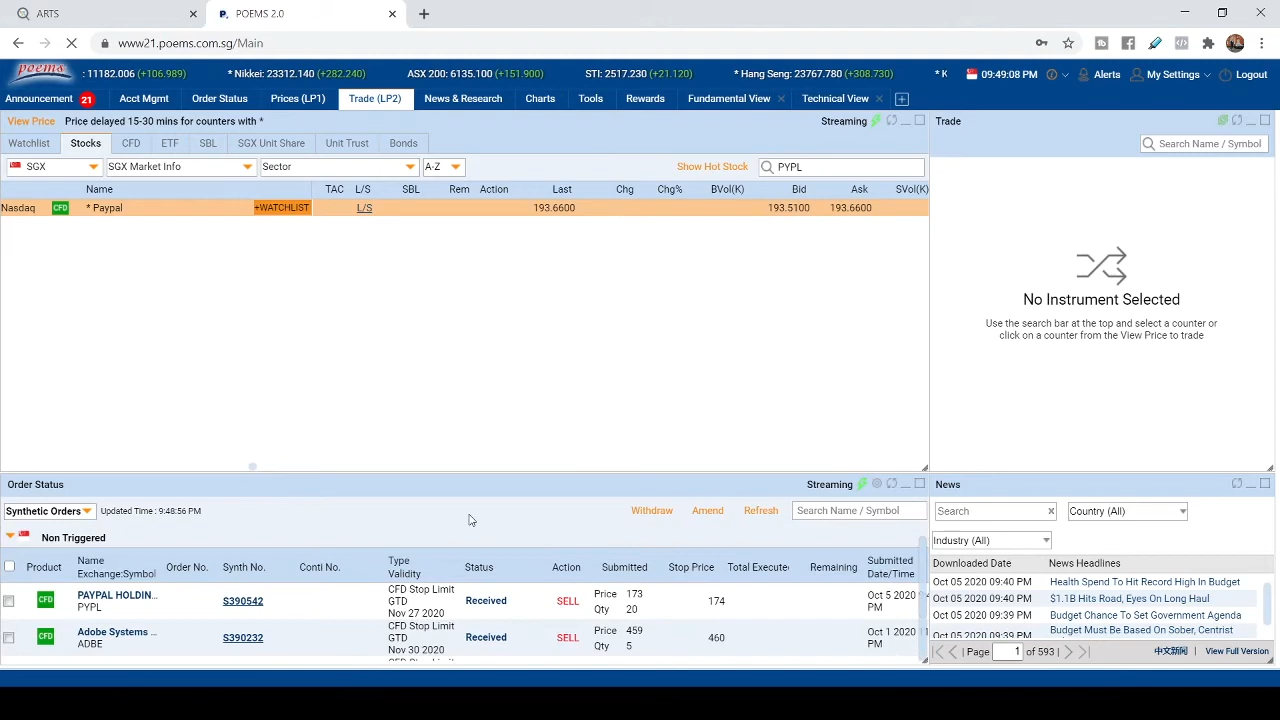 ARTS
POEMS 2.0
www21.poems.com.sg/Main
poems
: 11182.006 (+106.989) * Nikkei: 23312.140 (+282.240) ASX 200: 6135.100 (+151.900) STI: 2517.230 (+21.120) * Hang Seng: 23767.780 (+308.730) * K
09:49:08 PM Alerts My Settings Logout
Announcement 21 Acct Mgmt Order Status Prices (LP1) Trade (LP2) News & Research Charts Tools Rewards Fundamental View Technical View
View Price Price delayed 15-30 mins for counters with * Streaming
Watchlist Stocks CFD ETF SBL SGX Unit Share Unit Trust Bonds
SGX SGX Market Info Sector A-Z Show Hot Stock PYPL
Name TAC L/S SBL Rem Action Last Chg Chg% BVol(K) Bid Ask SVol(K)
Nasdaq CFD * Paypal +WATCHLIST L/S 193.6600 193.5100 193.6600
Trade
Search Name / Symbol
No Instrument Selected
Use the search bar at the top and select a counter or
click on a counter from the View Price to trade
Order Status Streaming
Synthetic Orders Updated Time : 9:48:56 PM Withdraw Amend Refresh Search Name / Symbol
Non Triggered
Product Name Exchange:Symbol Order No. Synth No. Conti No. Type Validity Status Action Submitted Stop Price Total Execute Remaining Submitted Date/Time
CFD PAYPAL HOLDIN... PYPL S390542 CFD Stop Limit GTD Nov 27 2020 Received SELL Price 173 Qty 20 174 Oct 5 2020 PM
CFD Adobe Systems ... ADBE S390232 CFD Stop Limit GTD Nov 30 2020 Received SELL Price 459 Qty 5 460 Oct 1 2020 PM
News
Search x Country (All)
Industry (All)
Downloaded Date News Headlines
Oct 05 2020 09:40 PM Health Spend To Hit Record High In Budget
Oct 05 2020 09:40 PM $1.1B Hits Road, Eyes On Long Haul
Oct 05 2020 09:39 PM Budget Chance To Set Government Agenda
Oct 05 2020 09:39 PM Budget Must Be Based On Sober, Centrist
Page 1 of 593 中文新闻 | View Full Version